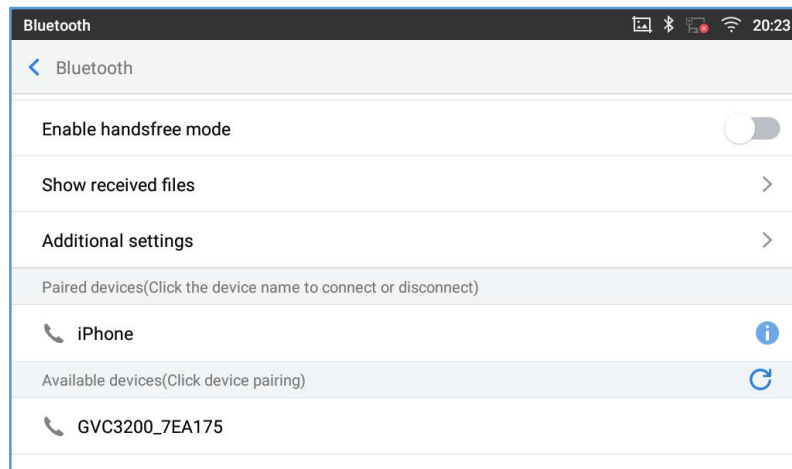 Bluetooth
20:23
Bluetooth
Enable handsfree mode
Show received files
Additional settings
Paired devices(Click the device name to connect or disconnect)
iPhone
Available devices(Click device pairing)
GVC3200_7EA175